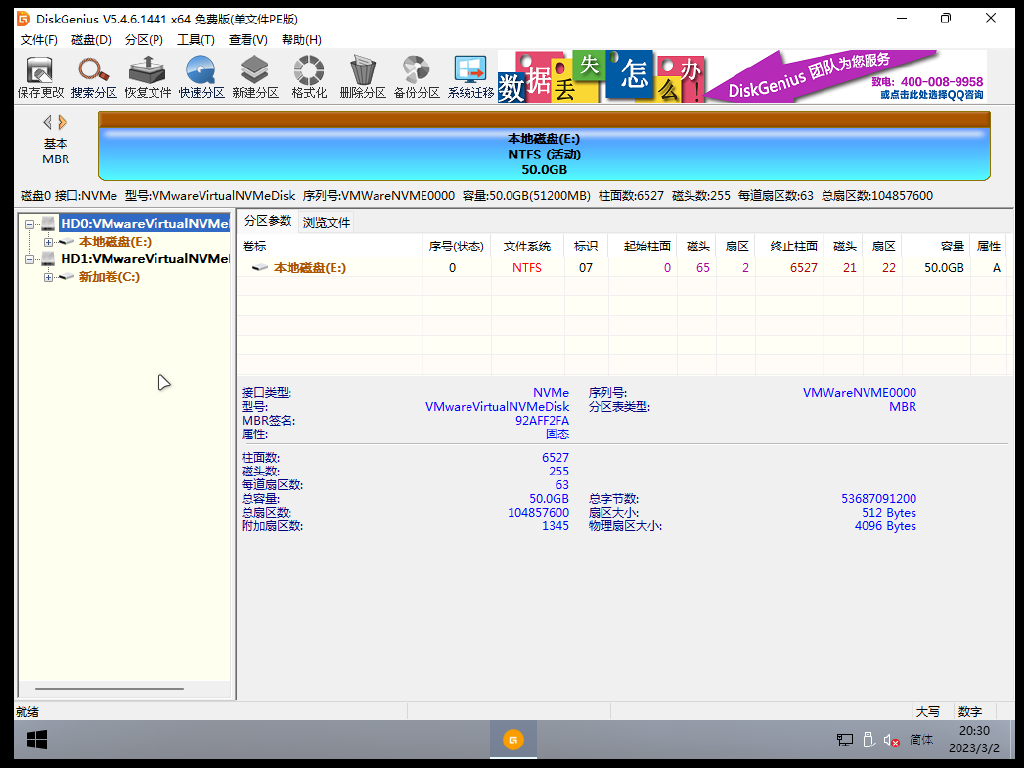 DiskGenius V5.4.6.1441 x64 免费版(单文件PE版)
文件(F) 磁盘(D) 分区(P) 工具(T) 查看(V) 帮助(H)
保存更改 搜索分区 恢复文件 快速分区 新建分区 格式化 删除分区 备份分区 系统迁移
数据丢失怎么办!
DiskGenius 团队为您服务
致电: 400-008-9958
或点击此处选择QQ咨询
基本
MBR
本地磁盘(E:)
NTFS (活动)
50.0GB
磁盘0 接口:NVMe 型号:VMwareVirtualNVMeDisk 序列号:VMWareNVME0000 容量:50.0GB(51200MB) 柱面数:6527 磁头数:255 每道扇区数:63 总扇区数:104857600
HD0:VMwareVirtualNVMe
本地磁盘(E:)
HD1:VMwareVirtualNVMe
新加卷(C:)
分区参数 浏览文件
卷标 序号(状态) 文件系统 标识 起始柱面 磁头 扇区 终止柱面 磁头 扇区 容量 属性
本地磁盘(E:) 0 NTFS 07 0 65 2 6527 21 22 50.0GB A
接口类型: NVMe 序列号: VMWareNVME0000
型号: VMwareVirtualNVMeDisk 分区表类型: MBR
MBR签名: 92AFF2FA
属性: 固态
柱面数: 6527
磁头数: 255
每道扇区数: 63
总容量: 50.0GB 总字节数: 53687091200
总扇区数: 104857600 扇区大小: 512 Bytes
附加扇区数: 1345 物理扇区大小: 4096 Bytes
就绪 大写 数字
简体
20:30
2023/3/2